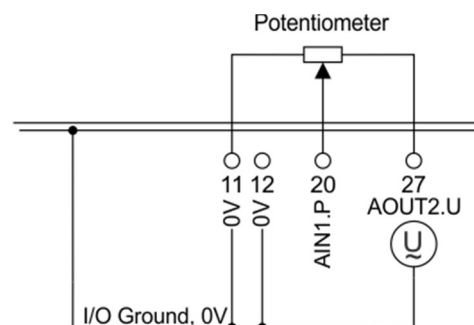 Potentiometer
11 12 20 27
0V 0V AIN1.P AOUT2.U
U
I/O Ground, 0V